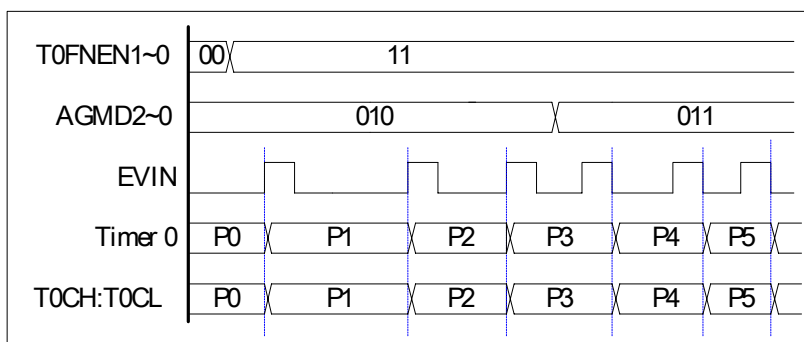 T0FNEN1~0 00 11
AGMD2~0 010 011
EVIN
Timer 0 P0 P1 P2 P3 P4 P5
T0CH:T0CL P0 P1 P2 P3 P4 P5